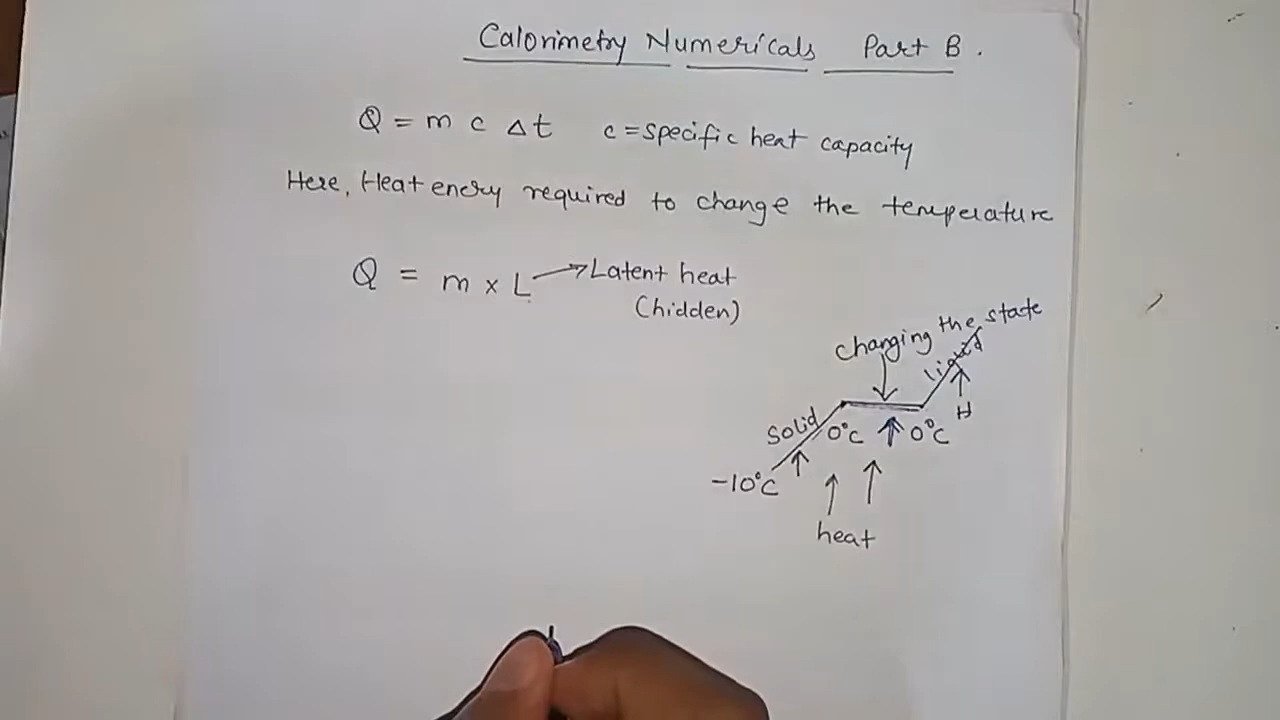 Calorimetry Numericals Part B.
Q = m c Δt c = specific heat capacity
Here, Heat enery required to change the temperature
Q = m × L → Latent heat
(hidden)
changing the state
liquid
Solid
0°C 0°C H
-10°C
heat